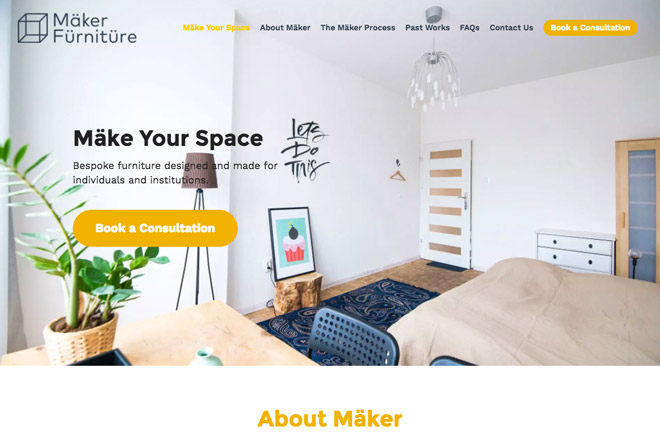 Mäker
Fürnitüre
Mäke Your Space
About Mäker
The Mäker Process
Past Works
FAQs
Contact Us
Book a Consultation
Mäke Your Space
Bespoke furniture designed and made for
individuals and institutions.
Book a Consultation
Lets
Do
This
About Mäker